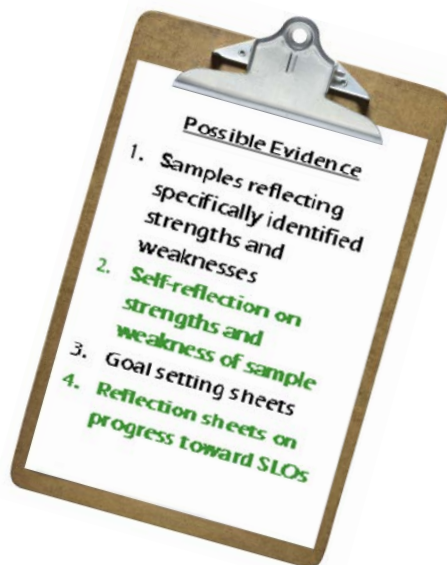 Possible Evidence
1. Samples reflecting
specifically identified
strengths and
weaknesses
2. Self-reflection on
strengths and
weakness of sample
3. Goal setting sheets
4. Reflection sheets on
progress toward SLOs